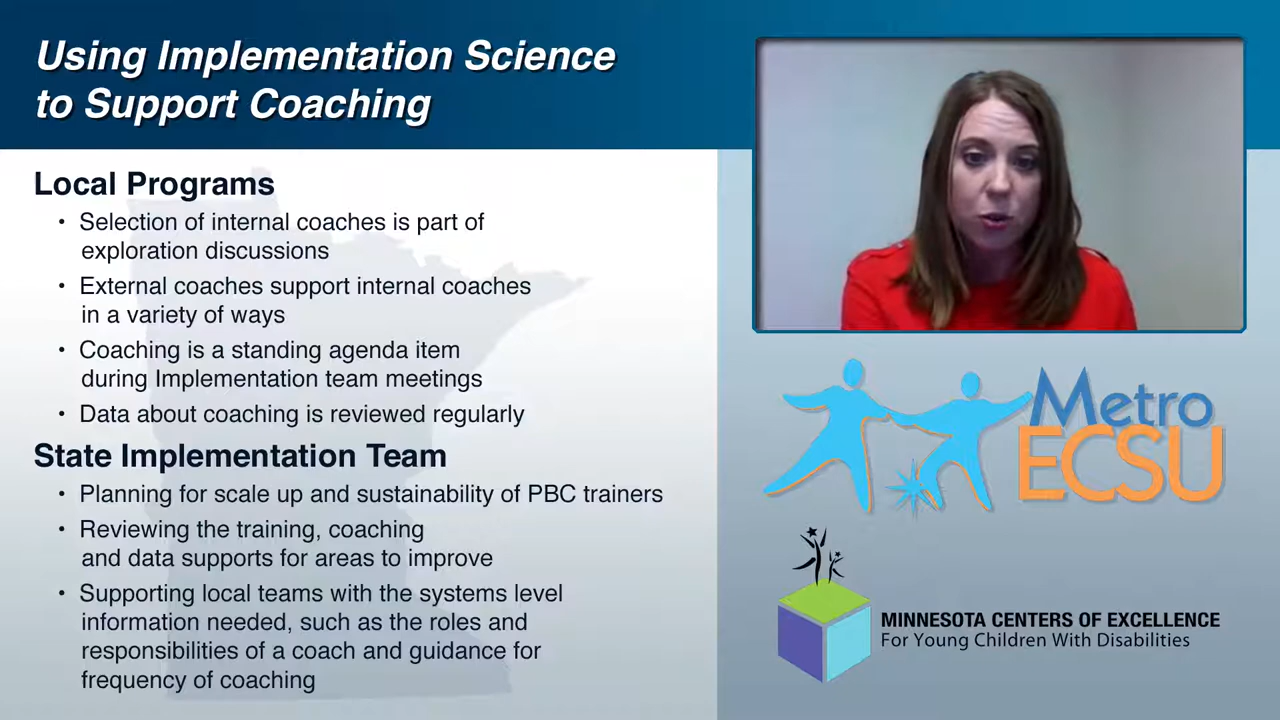 Using Implementation Science
to Support Coaching
Local Programs
• Selection of internal coaches is part of
exploration discussions
• External coaches support internal coaches
in a variety of ways
• Coaching is a standing agenda item
during Implementation team meetings
• Data about coaching is reviewed regularly
State Implementation Team
• Planning for scale up and sustainability of PBC trainers
• Reviewing the training, coaching
and data supports for areas to improve
• Supporting local teams with the systems level
information needed, such as the roles and
responsibilities of a coach and guidance for
frequency of coaching
Metro
ECSU
MINNESOTA CENTERS OF EXCELLENCE
For Young Children With Disabilities